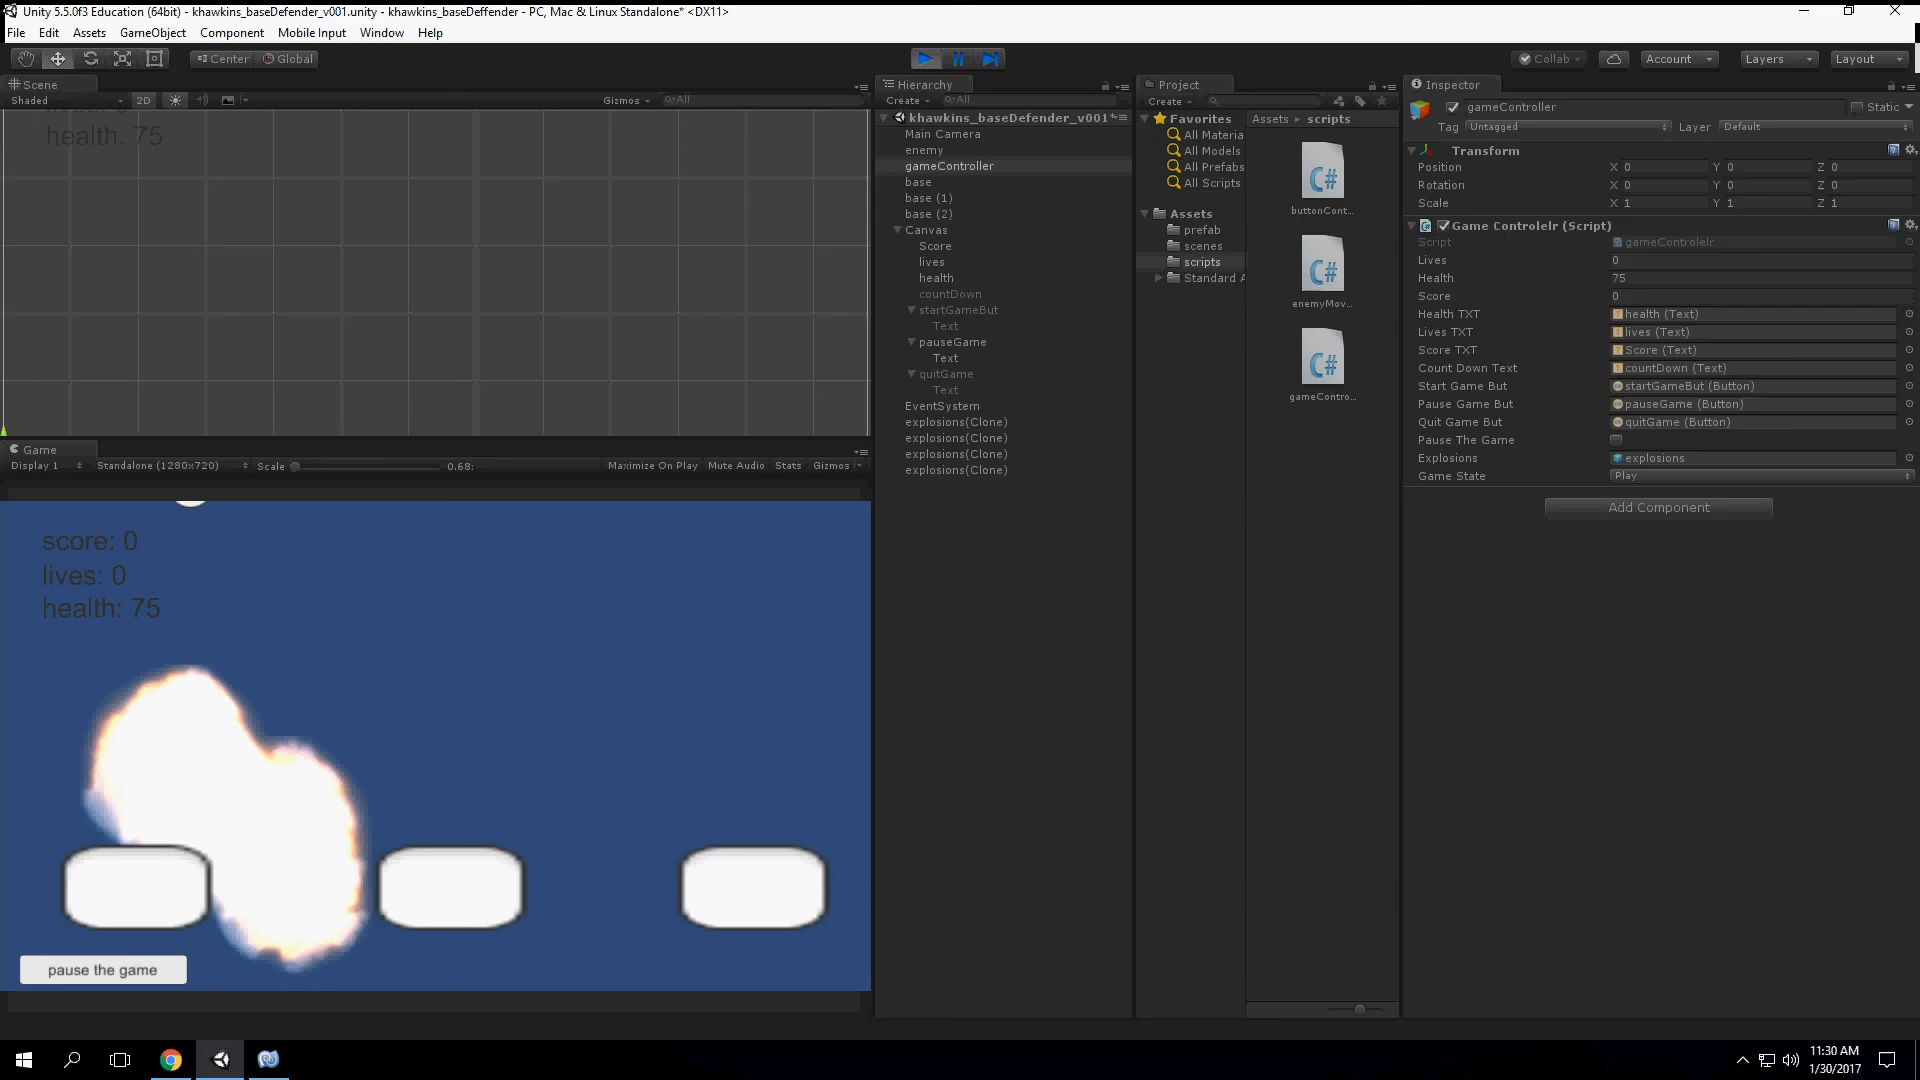 Unity 5.5.0f3 Education (64bit) - khawkins_baseDefender_v001.unity - khawkins_baseDeffender - PC, Mac & Linux Standalone* <DX11>
File Edit Assets GameObject Component Mobile Input Window Help
Center Global Collab Account Layers Layout
Scene
Shaded 2D Gizmos All
health: 75
Game
Display 1 Standalone (1280x720) Scale 0.68: Maximize On Play Mute Audio Stats Gizmos
score: 0
lives: 0
health: 75
pause the game
Hierarchy
Create All
khawkins_baseDefender_v001*
Main Camera
enemy
gameController
base
base (1)
base (2)
Canvas
Score
lives
health
countDown
startGameBut
Text
pauseGame
Text
quitGame
Text
EventSystem
explosions(Clone)
explosions(Clone)
explosions(Clone)
explosions(Clone)
Project
Create
Favorites
All Materia
All Models
All Prefabs
All Scripts
Assets
prefab
scenes
scripts
Standard A
Assets scripts
C#
buttonCont...
C#
enemyMov...
C#
gameContro...
Inspector
gameController Static
Tag Untagged Layer Default
Transform
Position X 0 Y 0 Z 0
Rotation X 0 Y 0 Z 0
Scale X 1 Y 1 Z 1
Game Controlelr (Script)
Script gameControlelr
Lives 0
Health 75
Score 0
Health TXT health (Text)
Lives TXT lives (Text)
Score TXT Score (Text)
Count Down Text countDown (Text)
Start Game But startGameBut (Button)
Pause Game But pauseGame (Button)
Quit Game But quitGame (Button)
Pause The Game
Explosions explosions
Game State Play
Add Component
11:30 AM
1/30/2017